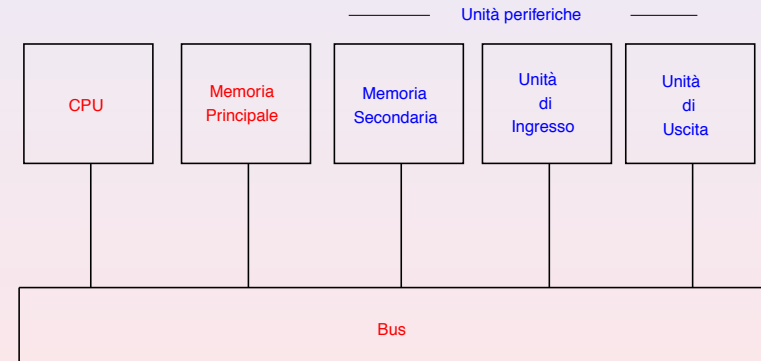 Unità periferiche
CPU
Memoria
Principale
Memoria
Secondaria
Unità
di
Ingresso
Unità
di
Uscita
Bus